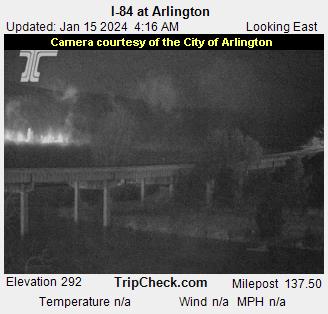 I-84 at Arlington
Updated: Jan 15 2024 4:16 AM Looking East
Camera courtesy of the City of Arlington
Elevation 292 TripCheck.com Milepost 137.50
Temperature n/a Wind n/a MPH n/a